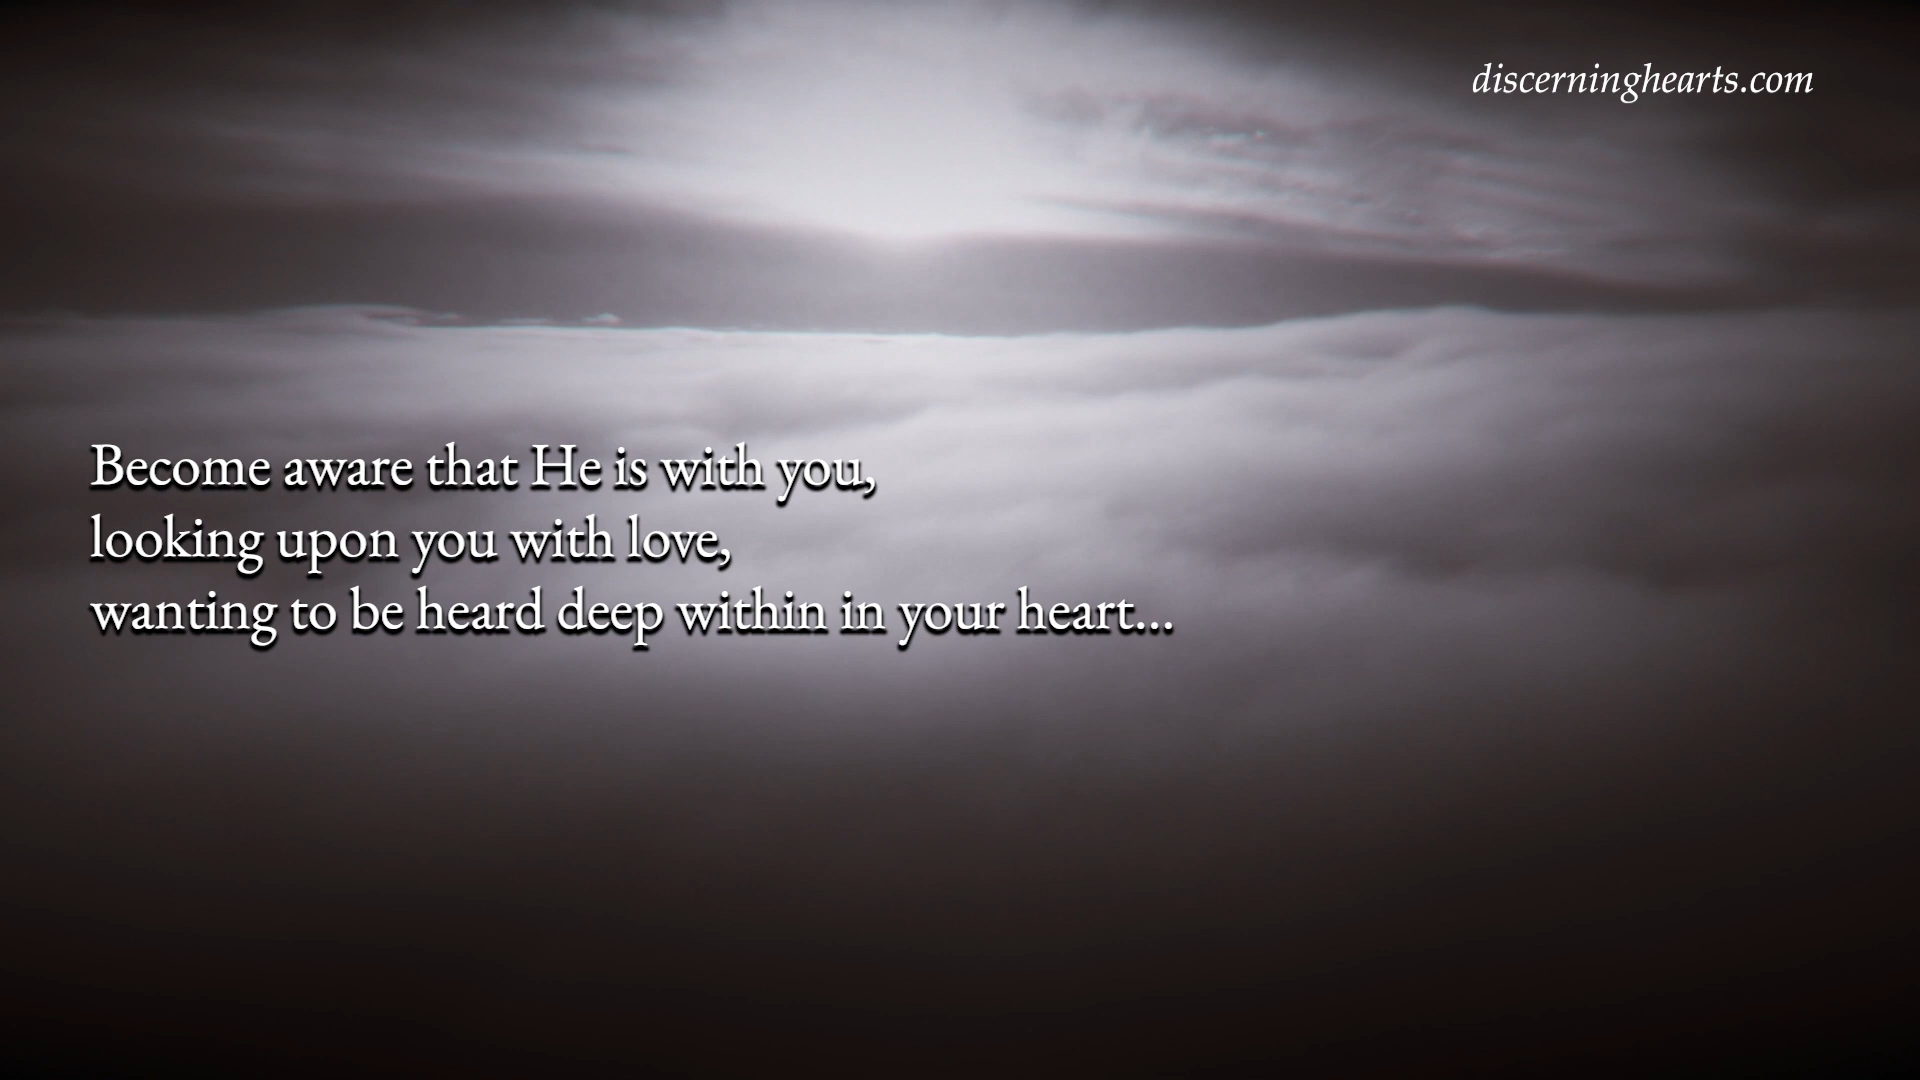 discerninghearts.com
Become aware that He is with you,
looking upon you with love,
wanting to be heard deep within in your heart...